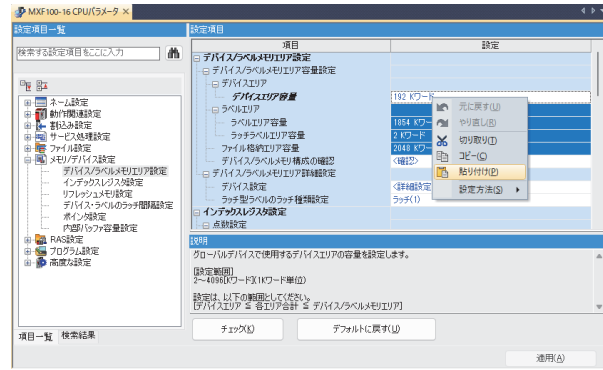 MXF100-16 CPUパラメータ ×
設定項目一覧
検索する設定項目をここに入力
ネーム設定
動作関連設定
割込み設定
サービス処理設定
ファイル設定
メモリ/デバイス設定
デバイス/ラベルメモリエリア設定
インデックスレジスタ設定
リフレッシュメモリ設定
デバイス・ラベルのラッチ間隔設定
ポインタ設定
内部バッファ容量設定
RAS設定
プログラム設定
高度な設定
項目一覧 検索結果
設定項目
項目 設定
デバイス/ラベルメモリエリア設定
デバイス/ラベルメモリエリア容量設定
デバイスエリア
デバイスエリア容量 192 Kワード
ラベルエリア
ラベルエリア容量 1854 Kワー
ラッチラベルエリア容量 2 Kワード
ファイル格納エリア容量 2048 Kワー
デバイス/ラベルメモリ構成の確認 <確認>
デバイス/ラベルメモリエリア詳細設定
デバイス設定 <詳細設定
ラッチ型ラベルのラッチ種類設定 ラッチ(1)
インデックスレジスタ設定
点数設定
元に戻す(U)
やり直し(R)
切り取り(T)
コピー(C)
貼り付け(P)
設定方法(S)
説明
グローバルデバイスで使用するデバイスエリアの容量を設定します。
[設定範囲]
2~4096[Kワード](1Kワード単位)
設定は、以下の範囲としてください。
[デバイスエリア ≦ 各エリア合計 ≦ デバイス/ラベルメモリエリア]
チェック(K) デフォルトに戻す(U)
適用(A)